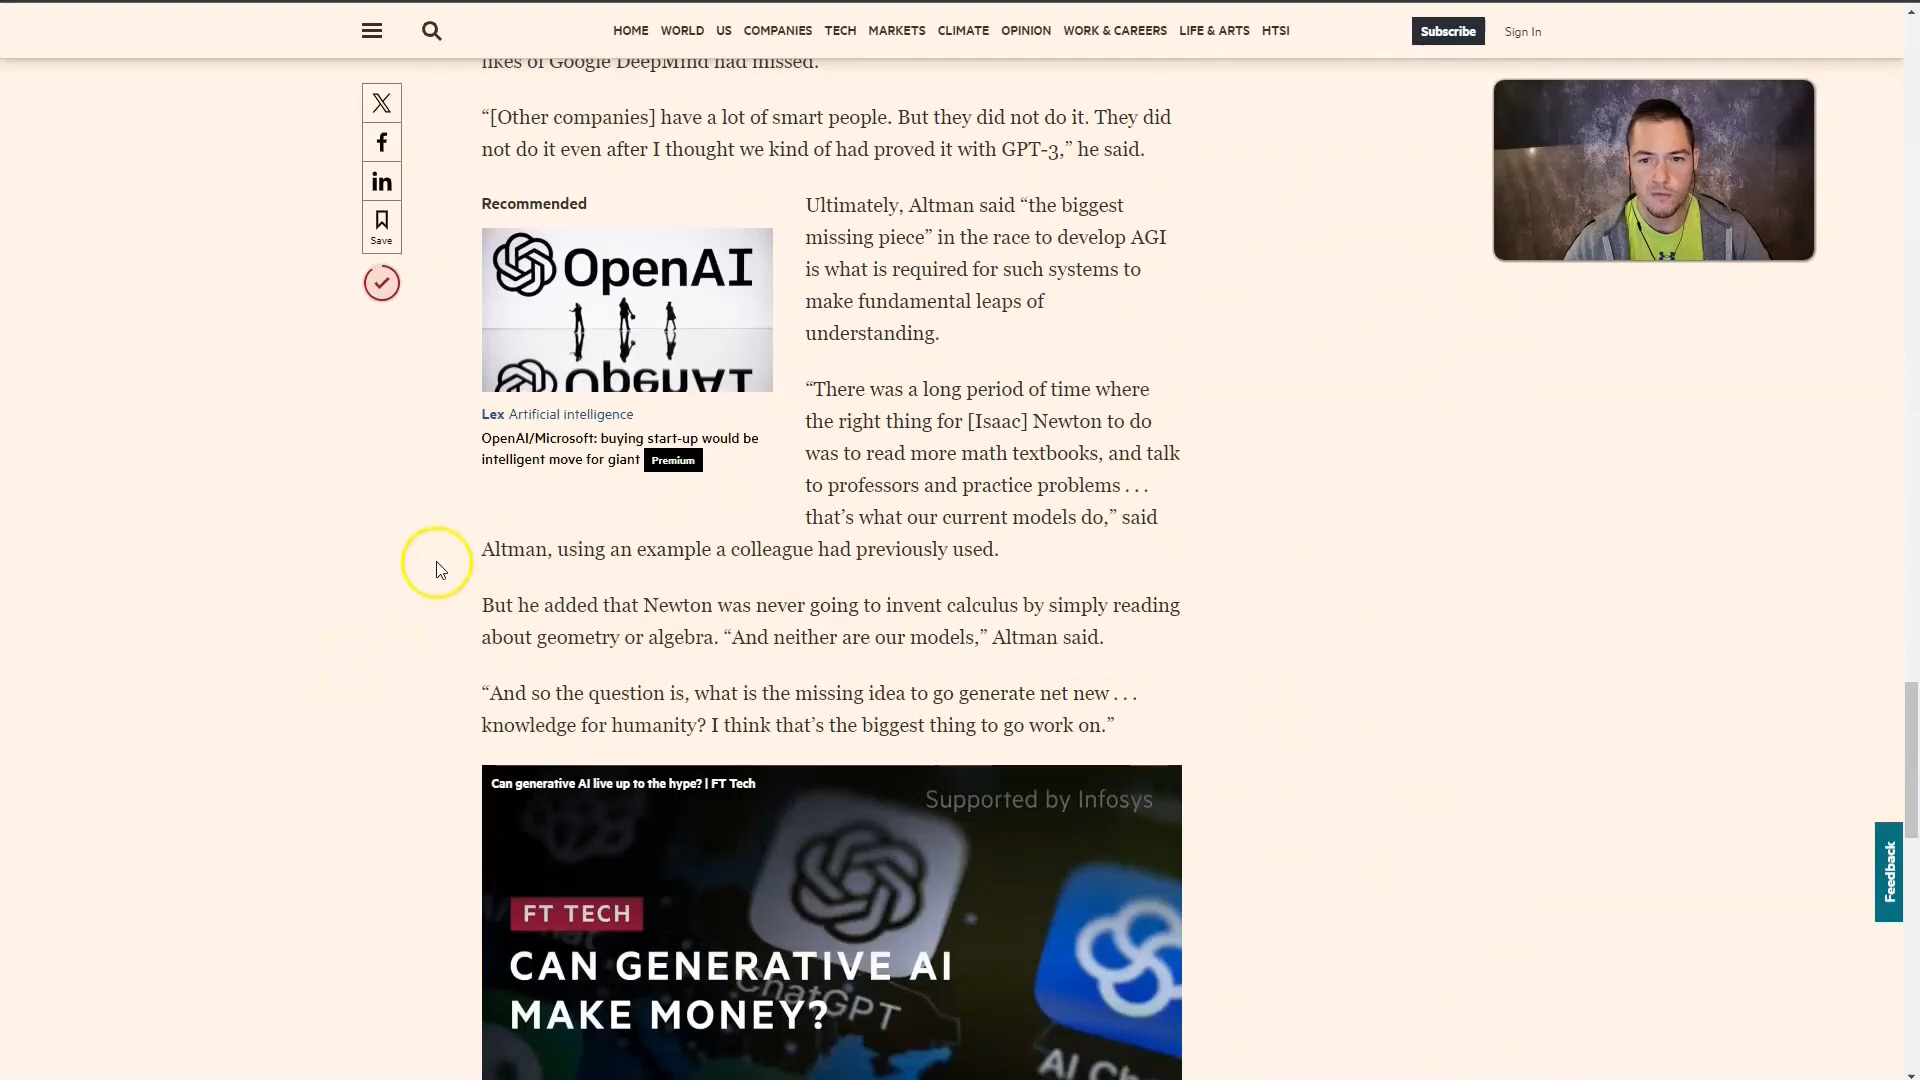 HOME WORLD US COMPANIES TECH MARKETS CLIMATE OPINION WORK & CAREERS LIFE & ARTS HTSI
Subscribe
Sign In
likes of Google DeepMind had missed.
“[Other companies] have a lot of smart people. But they did not do it. They did
not do it even after I thought we kind of had proved it with GPT-3,” he said.
Save
Recommended
OpenAI
OpenAI
Lex Artificial intelligence
OpenAI/Microsoft: buying start-up would be
intelligent move for giant Premium
Ultimately, Altman said “the biggest
missing piece” in the race to develop AGI
is what is required for such systems to
make fundamental leaps of
understanding.
“There was a long period of time where
the right thing for [Isaac] Newton to do
was to read more math textbooks, and talk
to professors and practice problems . . .
that’s what our current models do,” said
Altman, using an example a colleague had previously used.
But he added that Newton was never going to invent calculus by simply reading
about geometry or algebra. “And neither are our models,” Altman said.
“And so the question is, what is the missing idea to go generate net new . . .
knowledge for humanity? I think that’s the biggest thing to go work on.”
Can generative AI live up to the hype? | FT Tech
Supported by Infosys
FT TECH
CAN GENERATIVE AI
MAKE MONEY?
ChatGPT
AI Ch
Feedback